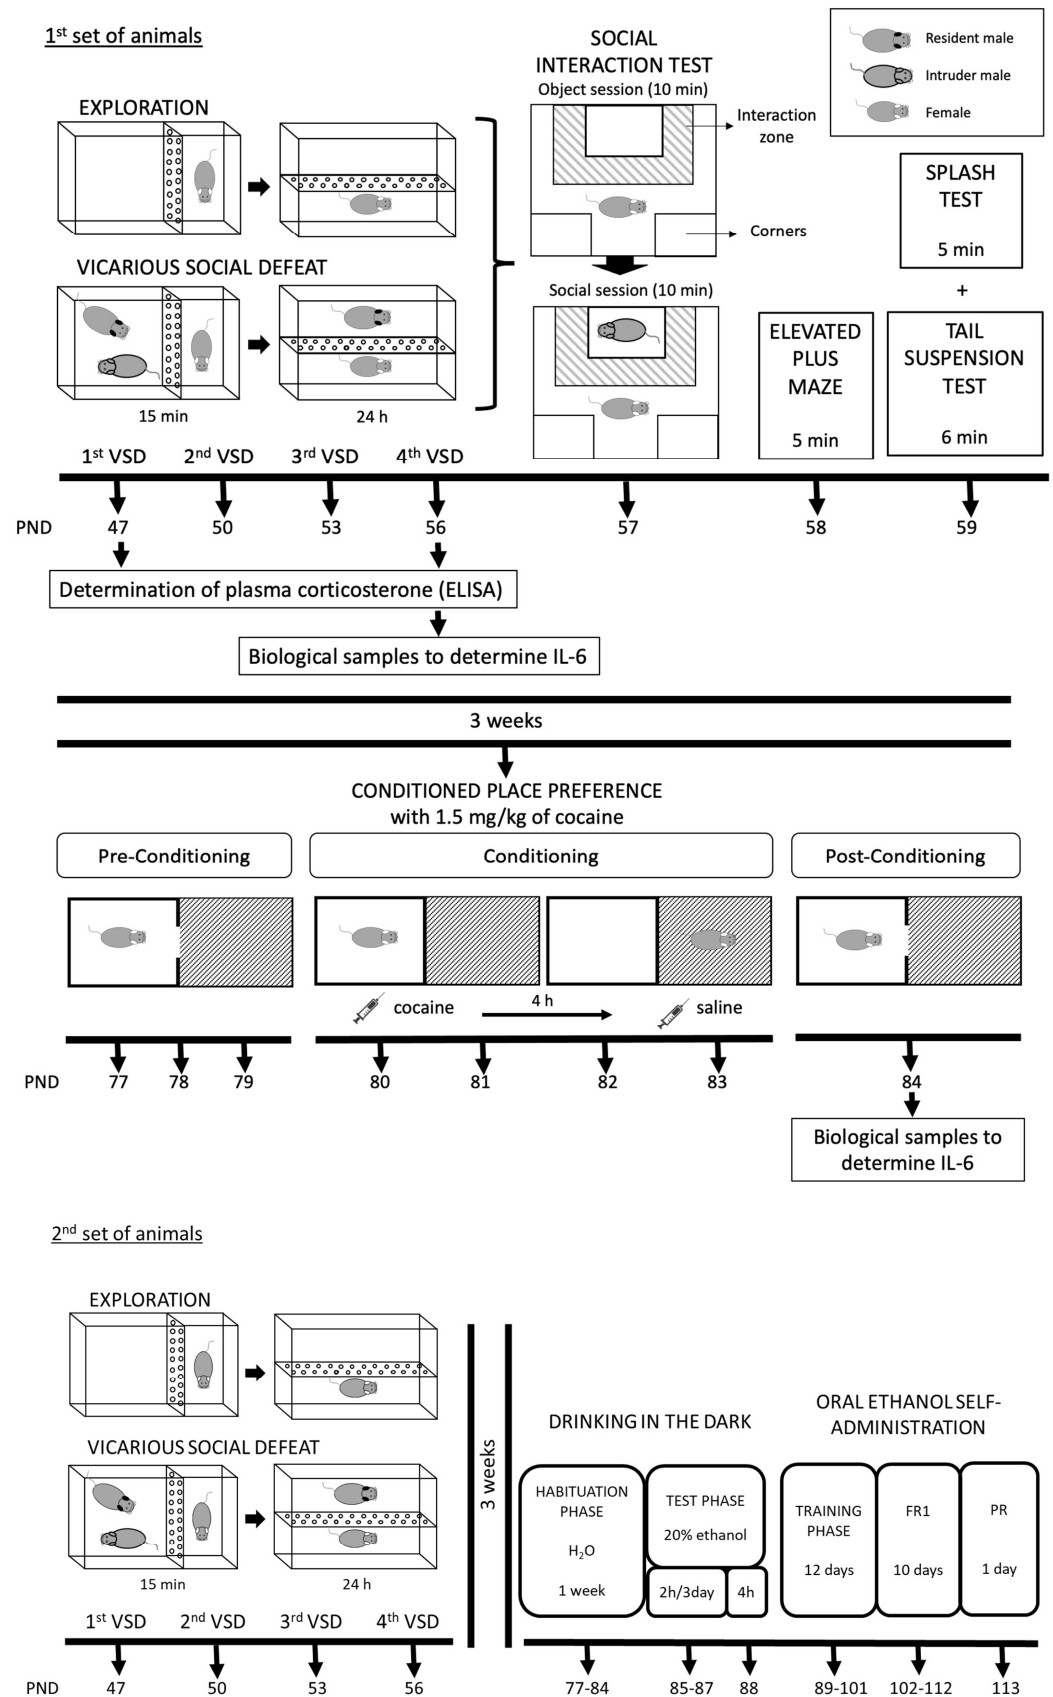 1st set of animals
Resident male
Intruder male
Female
EXPLORATION
VICARIOUS SOCIAL DEFEAT
15 min
24 h
SOCIAL
INTERACTION TEST
Object session (10 min)
Interaction
zone
Corners
Social session (10 min)
ELEVATED
PLUS
MAZE
5 min
SPLASH
TEST
5 min
+
TAIL
SUSPENSION
TEST
6 min
1st VSD
2nd VSD
3rd VSD
4th VSD
PND
47
50
53
56
57
58
59
Determination of plasma corticosterone (ELISA)
Biological samples to determine IL-6
3 weeks
CONDITIONED PLACE PREFERENCE
with 1.5 mg/kg of cocaine
Pre-Conditioning
Conditioning
Post-Conditioning
cocaine
4 h
saline
PND
77
78
79
80
81
82
83
84
Biological samples to
determine IL-6
2nd set of animals
EXPLORATION
VICARIOUS SOCIAL DEFEAT
15 min
24 h
1st VSD
2nd VSD
3rd VSD
4th VSD
3 weeks
DRINKING IN THE DARK
HABITUATION
PHASE
H2O
1 week
TEST PHASE
20% ethanol
2h/3day
4h
ORAL ETHANOL SELF-
ADMINISTRATION
TRAINING
PHASE
12 days
FR1
10 days
PR
1 day
PND
47
50
53
56
77-84
85-87
88
89-101
102-112
113